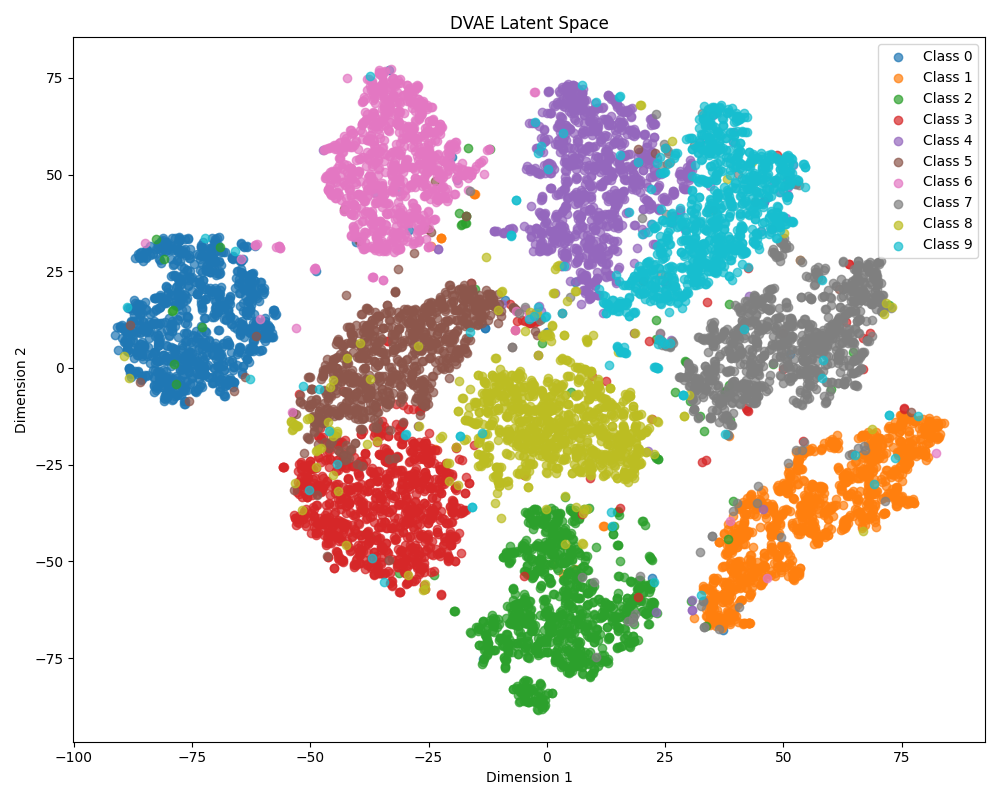 DVAE Latent Space
Class 0
Class 1
Class 2
Class 3
Class 4
Class 5
Class 6
Class 7
Class 8
Class 9
75
50
25
0
−25
−50
−75
Dimension 2
−100
−75
−50
−25
0
25
50
75
Dimension 1